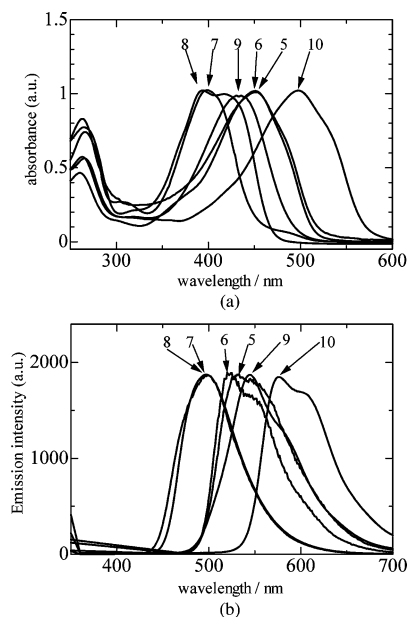 1.5
8 7 9 6 5 10
1
absorbance (a.u.)
0.5
0
300 400 500 600
wavelength / nm
(a)
8 7 6 5 9 10
2000
Emission intensity (a.u.)
1000
0
400 500 600 700
wavelength / nm
(b)